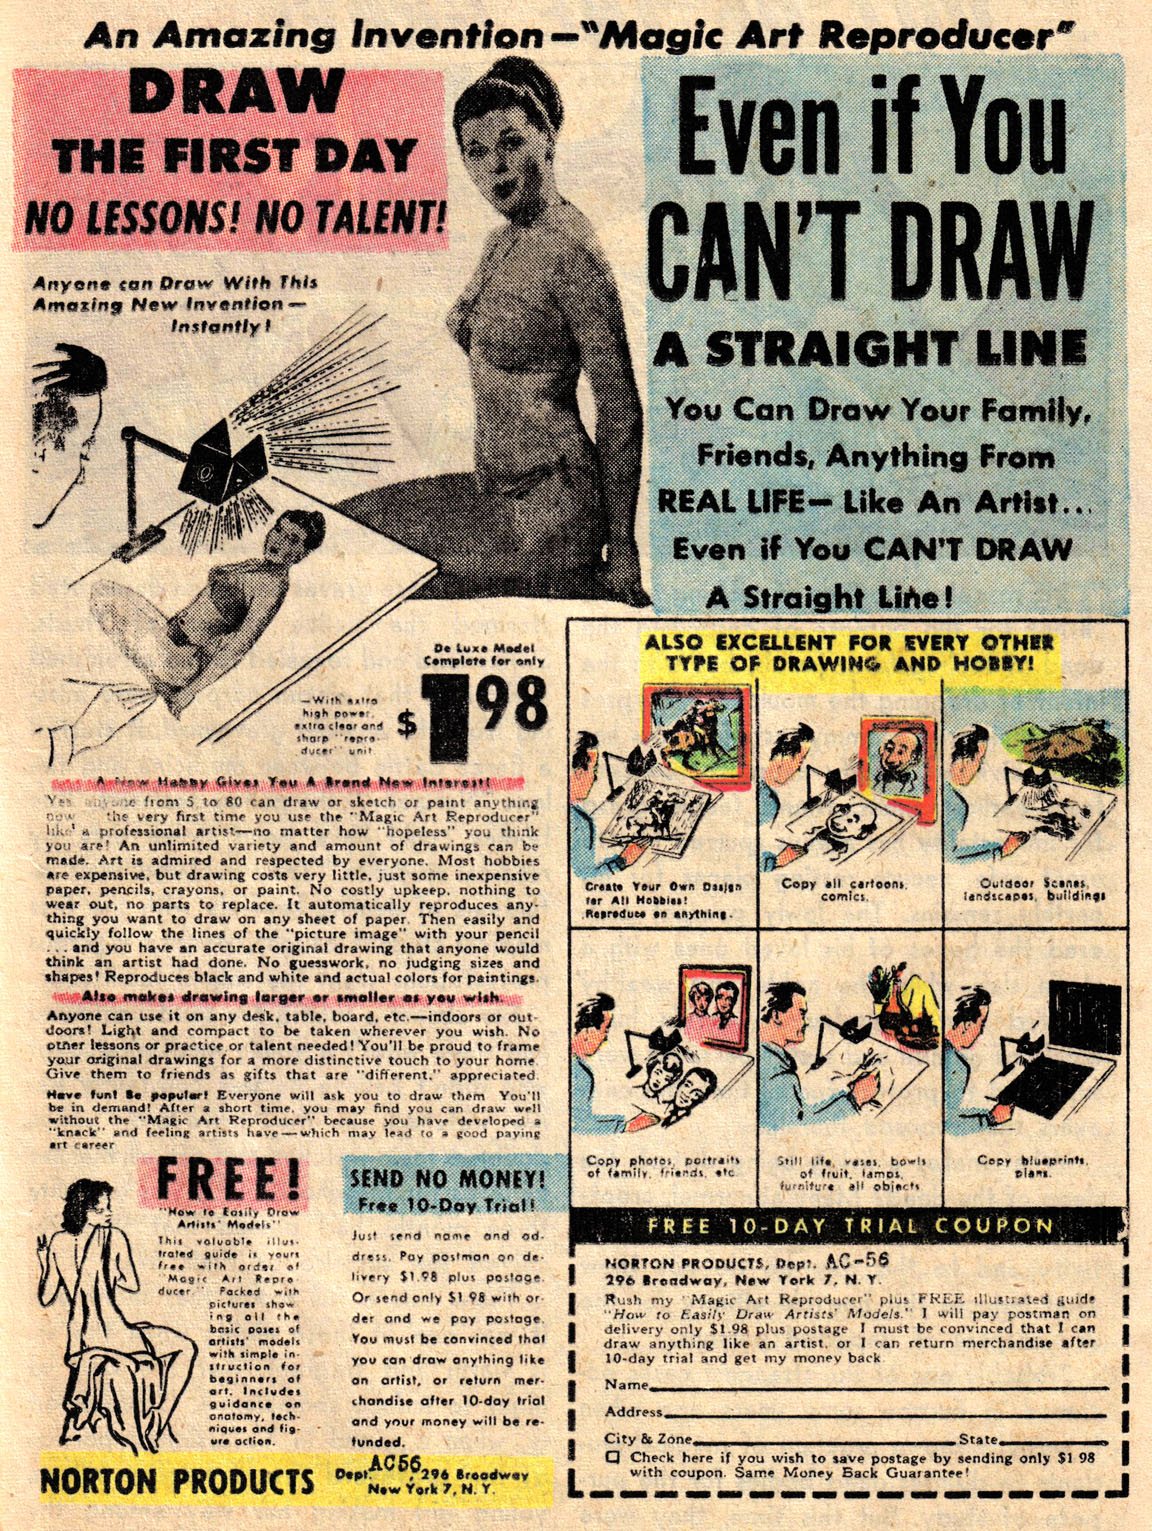 An Amazing Invention—"Magic Art Reproducer"
DRAW
THE FIRST DAY
NO LESSONS! NO TALENT!
Anyone can Draw With This
Amazing New Invention—
Instantly!
Even if You
CAN'T DRAW
A STRAIGHT LINE
You Can Draw Your Family,
Friends, Anything From
REAL LIFE— Like An Artist...
Even if You CAN'T DRAW
A Straight Line!
De Luxe Model
Complete for only
$198
—With extra
high power,
extra clear and
sharp "repro-
ducer" unit.
A New Hobby Gives You A Brand New Interest!
Yes anyone from 5 to 80 can draw or sketch or paint anything
now the very first time you use the "Magic Art Reproducer"
like a professional artist—no matter how "hopeless" you think
you are! An unlimited variety and amount of drawings can be
made. Art is admired and respected by everyone. Most hobbies
are expensive, but drawing costs very little, just some inexpensive
paper, pencils, crayons, or paint. No costly upkeep, nothing to
wear out, no parts to replace. It automatically reproduces any-
thing you want to draw on any sheet of paper. Then easily and
quickly follow the lines of the "picture image" with your pencil
. . . and you have an accurate original drawing that anyone would
think an artist had done. No guesswork, no judging sizes and
shapes! Reproduces black and white and actual colors for paintings.
Also makes drawing larger or smaller as you wish.
Anyone can use it on any desk, table, board, etc.—indoors or out-
doors! Light and compact to be taken wherever you wish. No
other lessons or practice or talent needed! You'll be proud to frame
your original drawings for a more distinctive touch to your home.
Give them to friends as gifts that are "different," appreciated.
Have fun! Be popular! Everyone will ask you to draw them You'll
be in demand! After a short time, you may find you can draw well
without the "Magic Art Reproducer" because you have developed a
"knack" and feeling artists have—which may lead to a good paying
art career
ALSO EXCELLENT FOR EVERY OTHER
TYPE OF DRAWING AND HOBBY!
Create Your Own Design
for All Hobbies!
Reproduce on anything.
Copy all cartoons,
comics.
Outdoor Scenes,
landscapes, buildings
Copy photos, portraits
of family, friends, etc
Still life, vases, bowls
of fruit, lamps,
furniture all objects
Copy blueprints,
plans.
FREE!
"How to Easily Draw
Artists' Models"
This valuable illus-
trated guide is yours
free with order of
"Magic Art Repro-
ducer." Packed with
pictures show
ing all the
basic poses of
artists' models
with simple in-
struction for
beginners of
art. Includes
guidance on
anatomy, tech-
niques and fig-
ure action.
SEND NO MONEY!
Free 10-Day Trial!
Just send name and ad-
dress. Pay postman on de-
livery $1.98 plus postage.
Or send only $1 98 with or-
der and we pay postage.
You must be convinced that
you can draw anything like
an artist, or return mer-
chandise after 10-day trial
and your money will be re-
funded.
NORTON PRODUCTS
Dept. AC56, 296 Broadway
New York 7, N. Y.
FREE 10-DAY TRIAL COUPON
NORTON PRODUCTS, Dept. AC-56
296 Broadway, New York 7, N. Y.
Rush my "Magic Art Reproducer" plus FREE illustrated guide
"How to Easily Draw Artists' Models." I will pay postman on
delivery only $1.98 plus postage I must be convinced that I can
draw anything like an artist, or I can return merchandise after
10-day trial and get my money back
Name
Address
City & Zone State
Check here if you wish to save postage by sending only $1 98
with coupon. Same Money Back Guarantee!